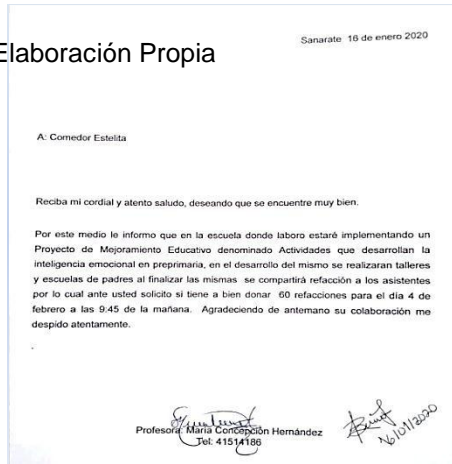 Sanarate 16 de enero 2020
Elaboración Propia
A: Comedor Estelita
Reciba mi cordial y atento saludo, deseando que se encuentre muy bien.
Por este medio le informo que en la escuela donde laboro estaré implementando un
Proyecto de Mejoramiento Educativo denominado Actividades que desarrollan la
inteligencia emocional en preprimaria, en el desarrollo del mismo se realizaran talleres
y escuelas de padres al finalizar las mismas se compartirá refacción a los asistentes
por lo cual ante usted solicito si tiene a bien donar 60 refacciones para el día 4 de
febrero a las 9:45 de la mañana. Agradeciendo de antemano su colaboración me
despido atentamente.
Profesora: María Concepción Hernández
Tel: 41514186
16/01/2020